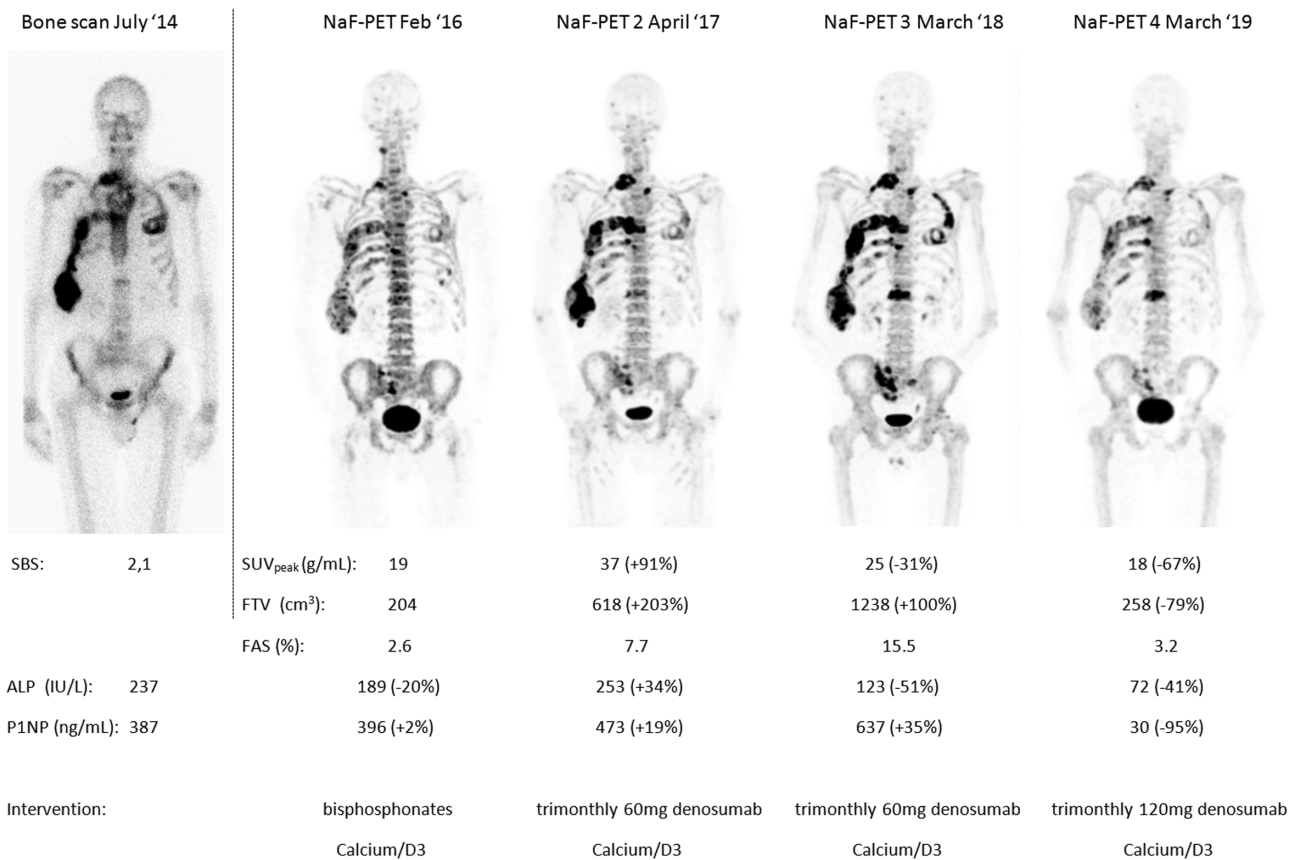 Bone scan July ‘14 NaF-PET Feb ‘16 NaF-PET 2 April ‘17 NaF-PET 3 March ‘18 NaF-PET 4 March ‘19
SBS: 2,1 SUVpeak (g/mL): 19 37 (+91%) 25 (-31%) 18 (-67%)
FTV (cm³): 204 618 (+203%) 1238 (+100%) 258 (-79%)
FAS (%): 2.6 7.7 15.5 3.2
ALP (IU/L): 237 189 (-20%) 253 (+34%) 123 (-51%) 72 (-41%)
P1NP (ng/mL): 387 396 (+2%) 473 (+19%) 637 (+35%) 30 (-95%)
Intervention: bisphosphonates trimonthly 60mg denosumab trimonthly 60mg denosumab trimonthly 120mg denosumab
Calcium/D3 Calcium/D3 Calcium/D3 Calcium/D3